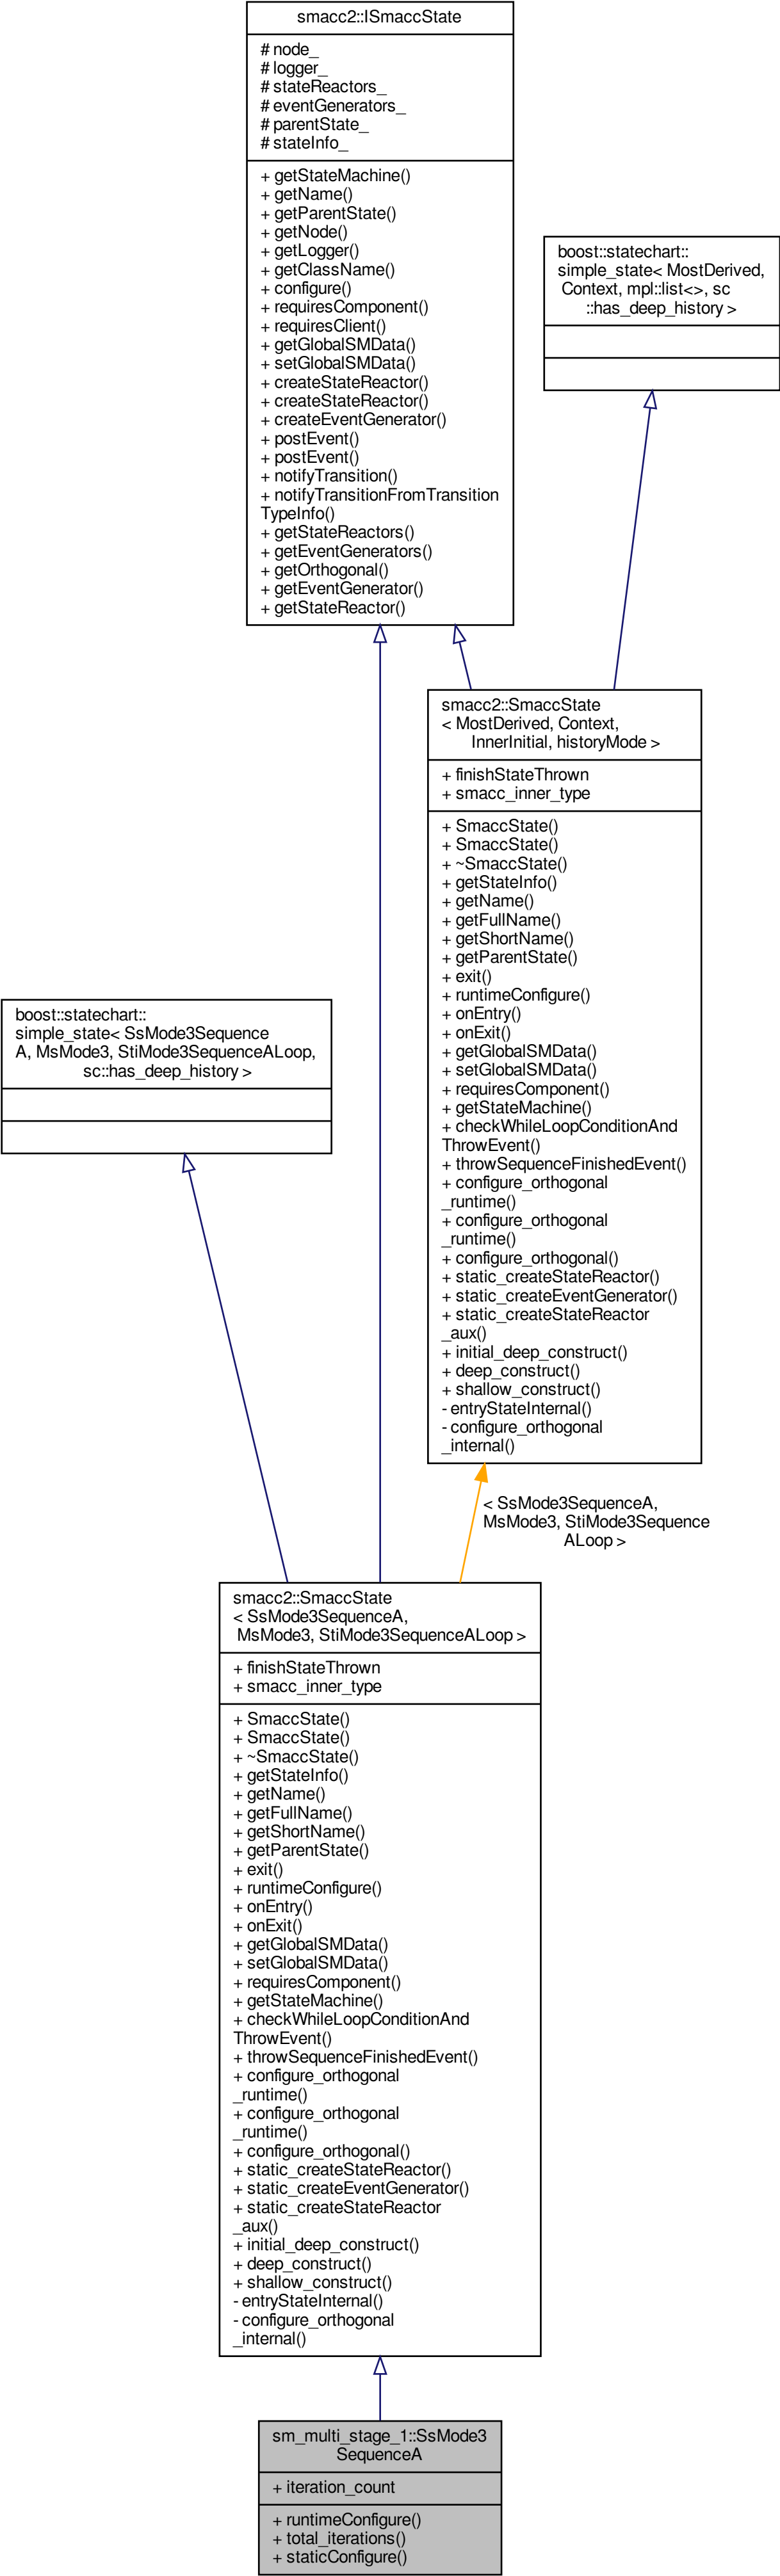 smacc2::ISmaccState
# node_
# logger_
# stateReactors_
# eventGenerators_
# parentState_
# stateInfo_
+ getStateMachine()
+ getName()
+ getParentState()
+ getNode()
+ getLogger()
+ getClassName()
+ configure()
+ requiresComponent()
+ requiresClient()
+ getGlobalSMData()
+ setGlobalSMData()
+ createStateReactor()
+ createStateReactor()
+ createEventGenerator()
+ postEvent()
+ postEvent()
+ notifyTransition()
+ notifyTransitionFromTransition
TypeInfo()
+ getStateReactors()
+ getEventGenerators()
+ getOrthogonal()
+ getEventGenerator()
+ getStateReactor()
boost::statechart::
simple_state< MostDerived,
Context, mpl::list<>, sc
::has_deep_history >
smacc2::SmaccState
< MostDerived, Context,
InnerInitial, historyMode >
+ finishStateThrown
+ smacc_inner_type
+ SmaccState()
+ SmaccState()
+ ~SmaccState()
+ getStateInfo()
+ getName()
+ getFullName()
+ getShortName()
+ getParentState()
+ exit()
+ runtimeConfigure()
+ onEntry()
+ onExit()
+ getGlobalSMData()
+ setGlobalSMData()
+ requiresComponent()
+ getStateMachine()
+ checkWhileLoopConditionAnd
ThrowEvent()
+ throwSequenceFinishedEvent()
+ configure_orthogonal
_runtime()
+ configure_orthogonal
_runtime()
+ configure_orthogonal()
+ static_createStateReactor()
+ static_createEventGenerator()
+ static_createStateReactor
_aux()
+ initial_deep_construct()
+ deep_construct()
+ shallow_construct()
- entryStateInternal()
- configure_orthogonal
_internal()
boost::statechart::
simple_state< SsMode3Sequence
A, MsMode3, StiMode3SequenceALoop,
sc::has_deep_history >
< SsMode3SequenceA,
MsMode3, StiMode3Sequence
ALoop >
smacc2::SmaccState
< SsMode3SequenceA,
MsMode3, StiMode3SequenceALoop >
+ finishStateThrown
+ smacc_inner_type
+ SmaccState()
+ SmaccState()
+ ~SmaccState()
+ getStateInfo()
+ getName()
+ getFullName()
+ getShortName()
+ getParentState()
+ exit()
+ runtimeConfigure()
+ onEntry()
+ onExit()
+ getGlobalSMData()
+ setGlobalSMData()
+ requiresComponent()
+ getStateMachine()
+ checkWhileLoopConditionAnd
ThrowEvent()
+ throwSequenceFinishedEvent()
+ configure_orthogonal
_runtime()
+ configure_orthogonal
_runtime()
+ configure_orthogonal()
+ static_createStateReactor()
+ static_createEventGenerator()
+ static_createStateReactor
_aux()
+ initial_deep_construct()
+ deep_construct()
+ shallow_construct()
- entryStateInternal()
- configure_orthogonal
_internal()
sm_multi_stage_1::SsMode3
SequenceA
+ iteration_count
+ runtimeConfigure()
+ total_iterations()
+ staticConfigure()